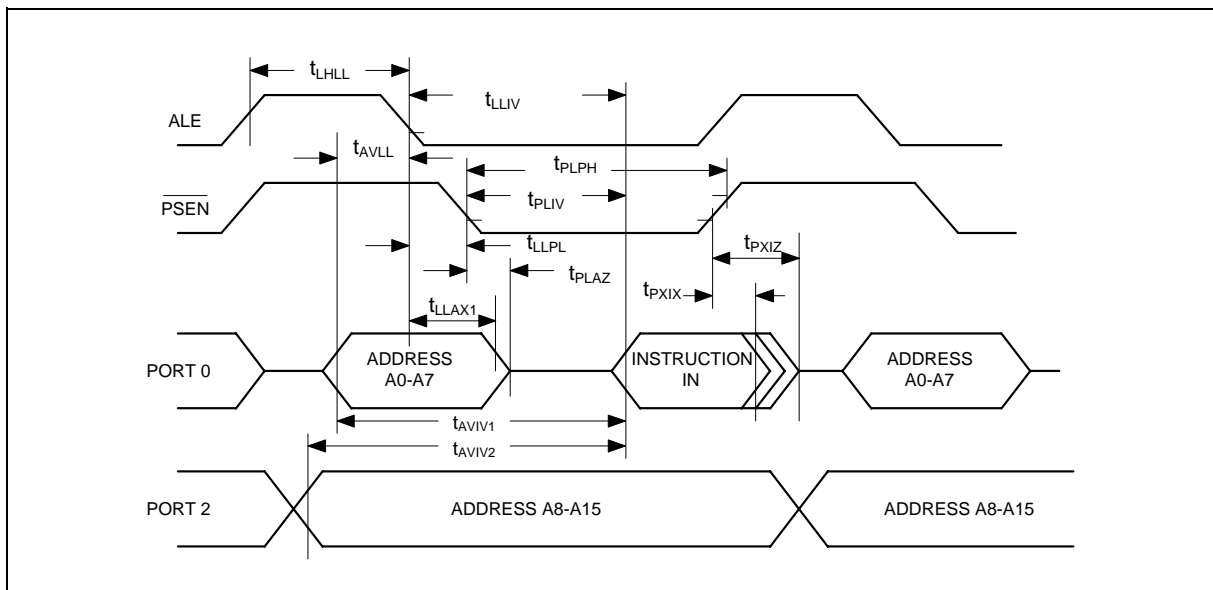 tLHLL
tLLIV
ALE
tAVLL
tPLPH
PSEN
tPLIV
tLLPL
tPXIZ
tPLAZ
tPXIX
tLLAX1
PORT 0
ADDRESS
A0-A7
INSTRUCTION
IN
ADDRESS
A0-A7
tAVIV1
tAVIV2
PORT 2
ADDRESS A8-A15
ADDRESS A8-A15